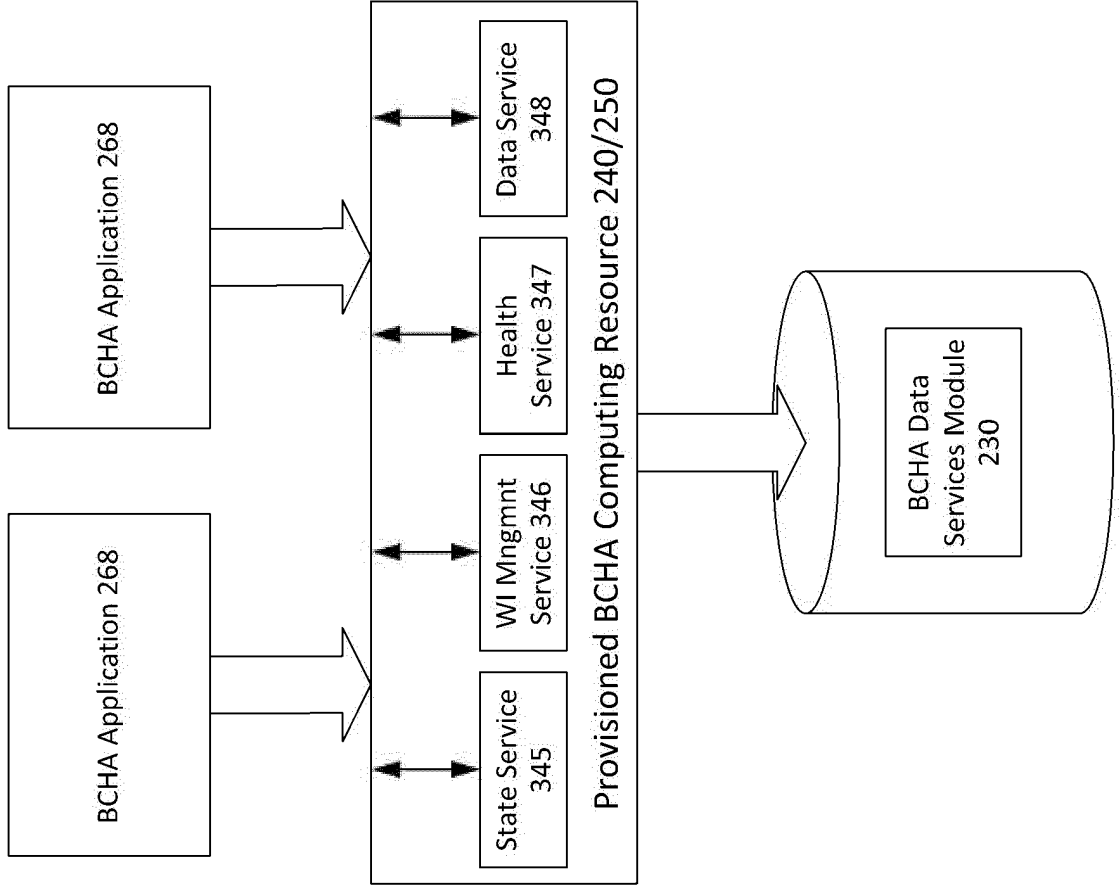 BCHA Application 268
BCHA Application 268
State Service
345
WI Mngmnt
Service 346
Health
Service 347
Data Service
348
Provisioned BCHA Computing Resource 240/250
BCHA Data
Services Module
230